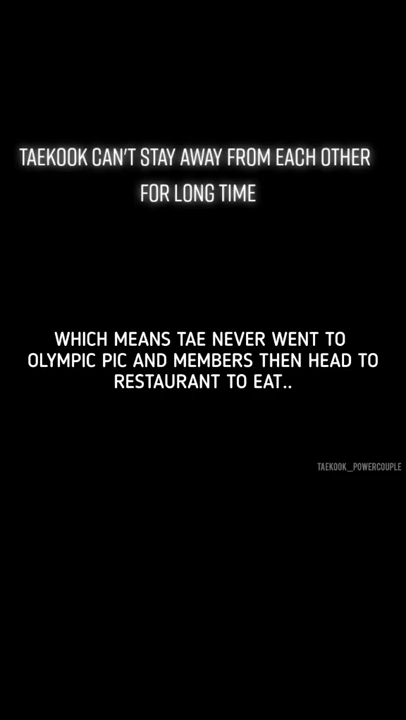 TAEKOOK CAN'T STAY AWAY FROM EACH OTHER
FOR LONG TIME
WHICH MEANS TAE NEVER WENT TO
OLYMPIC PIC AND MEMBERS THEN HEAD TO
RESTAURANT TO EAT..
TAEKOOK_POWERCOUPLE